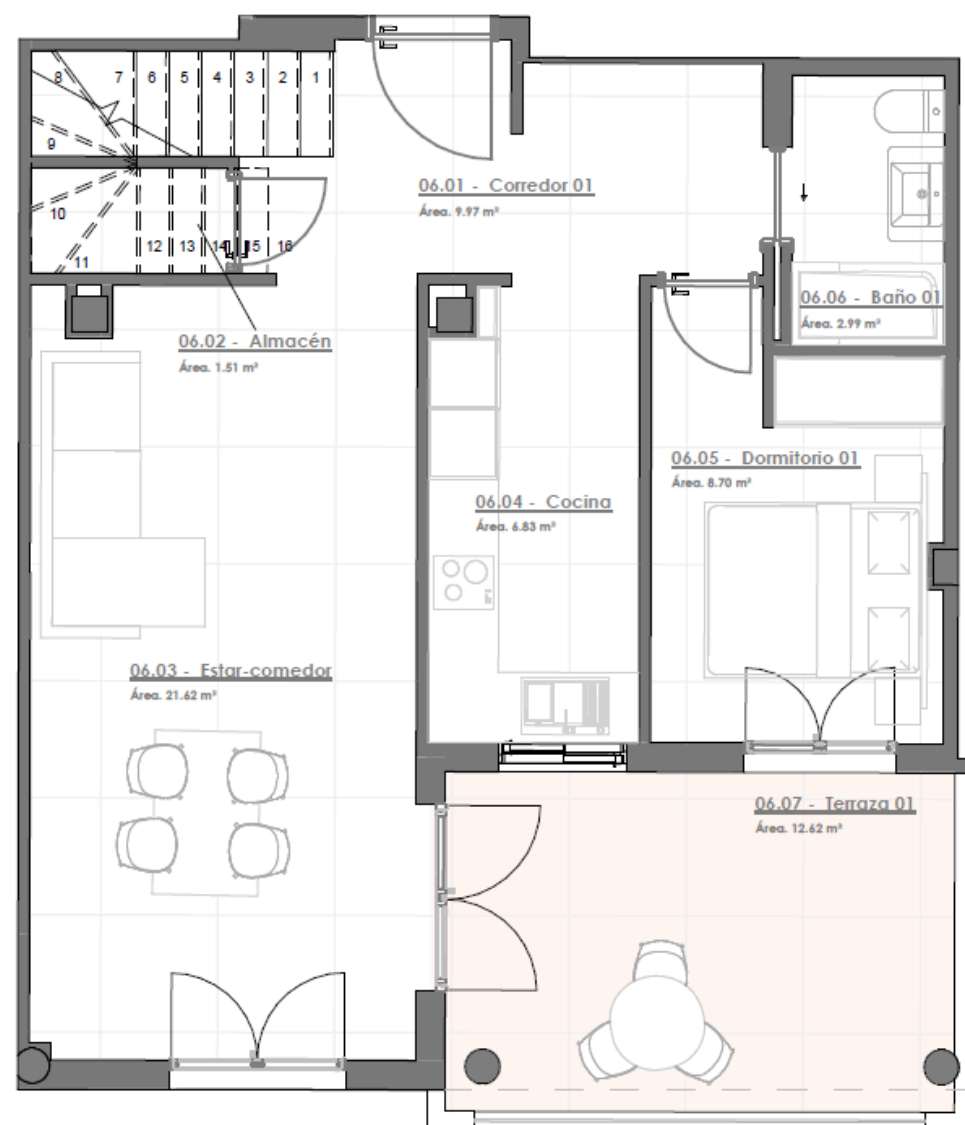 8 7 6 5 4 3 2 1
9
10
11 12 13 14 15 16
06.01 - Corredor 01
Área. 9.97 m²
06.06 - Baño 01
Área. 2.99 m²
06.02 - Almacén
Área. 1.51 m²
06.05 - Dormitorio 01
Área. 8.70 m²
06.04 - Cocina
Área. 6.83 m²
06.03 - Estar-comedor
Área. 21.62 m²
06.07 - Terraza 01
Área. 12.62 m²